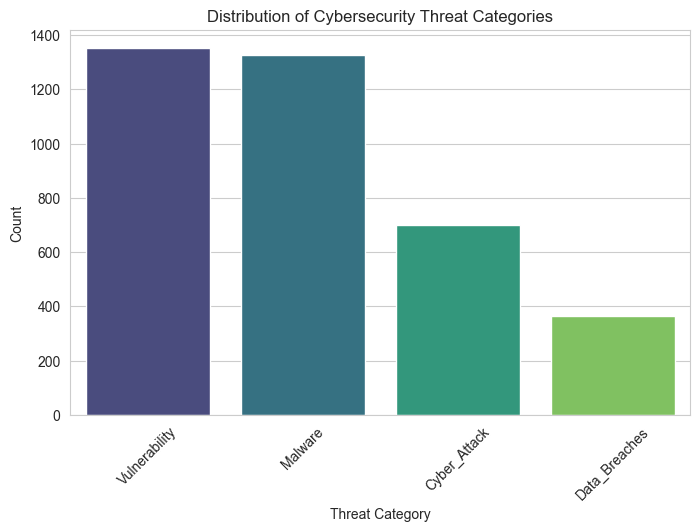 Distribution of Cybersecurity Threat Categories
1400
1200
1000
800
600
400
200
0
Count
Vulnerability
Malware
Cyber_Attack
Data_Breaches
Threat Category